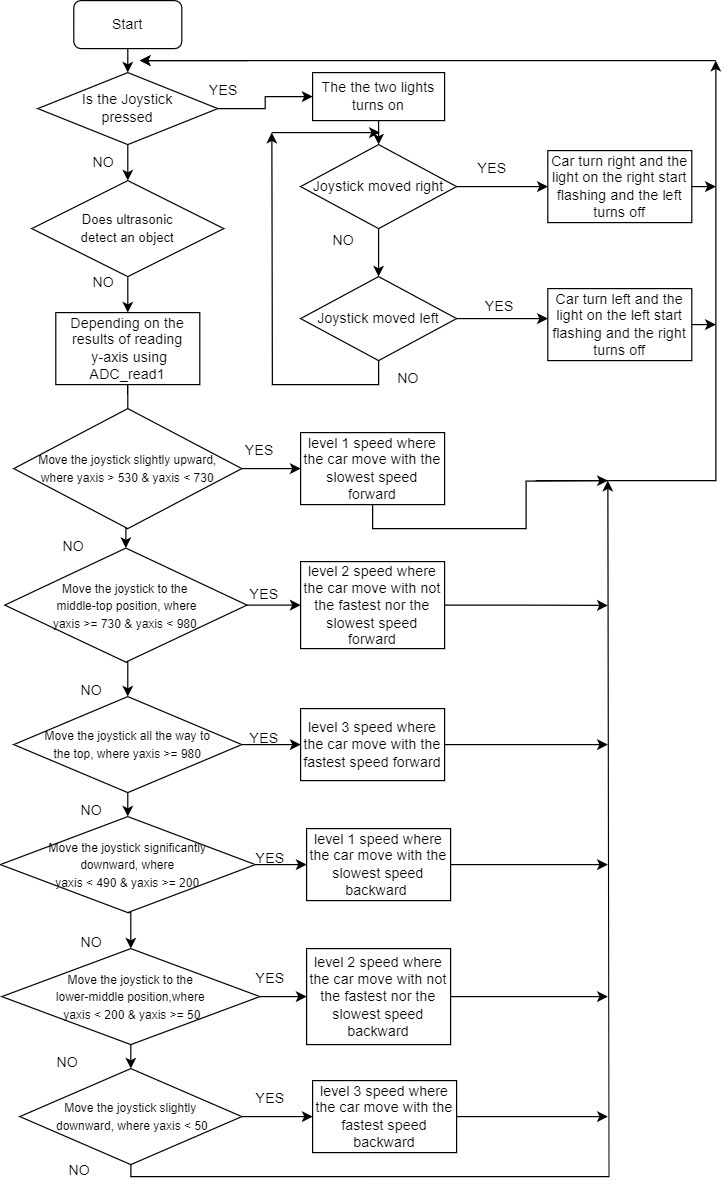 Start
Is the Joystick
pressed
YES
The the two lights
turns on
NO
Joystick moved right
YES
Car turn right and the
light on the right start
flashing and the left
turns off
Does ultrasonic
detect an object
NO
NO
Joystick moved left
YES
Car turn left and the
light on the left start
flashing and the right
turns off
NO
Depending on the
results of reading
y-axis using
ADC_read1
Move the joystick slightly upward,
where yaxis > 530 & yaxis < 730
YES
level 1 speed where
the car move with the
slowest speed
forward
NO
Move the joystick to the
middle-top position, where
yaxis >= 730 & yaxis < 980
YES
level 2 speed where
the car move with not
the fastest nor the
slowest speed
forward
NO
Move the joystick all the way to
the top, where yaxis >= 980
YES
level 3 speed where
the car move with the
fastest speed forward
NO
Move the joystick significantly
downward, where
yaxis < 490 & yaxis >= 200
YES
level 1 speed where
the car move with the
slowest speed
backward
NO
Move the joystick to the
lower-middle position,where
yaxis < 200 & yaxis >= 50
YES
level 2 speed where
the car move with not
the fastest nor the
slowest speed
backward
NO
Move the joystick slightly
downward, where yaxis < 50
YES
level 3 speed where
the car move with the
fastest speed
backward
NO